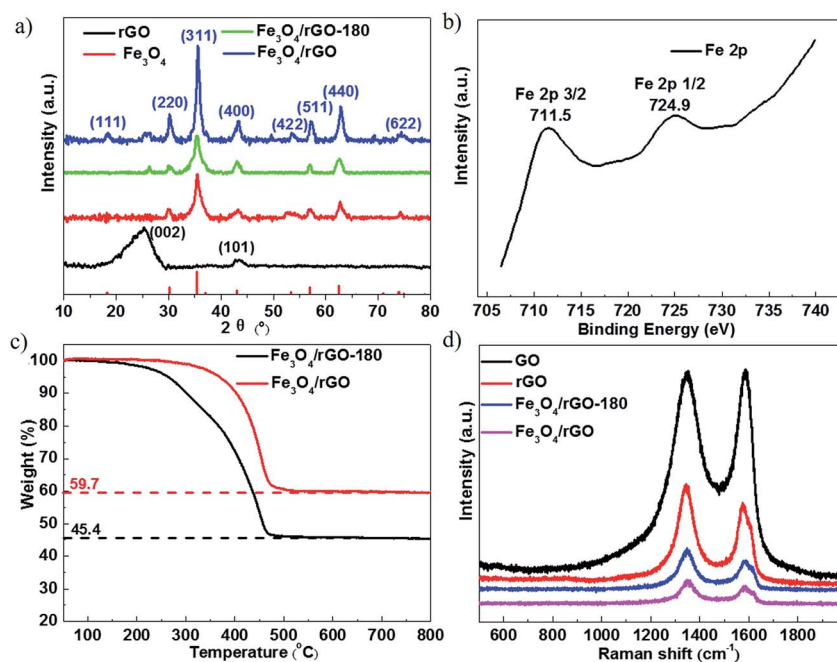 a)
rGO
Fe₃O₄
Fe₃O₄/rGO-180
Fe₃O₄/rGO
(111)
(220)
(311)
(400)
(422)
(511)
(440)
(622)
(002)
(101)
Intensity (a.u.)
10 20 30 40 50 60 70 80
2 θ (°)
b)
Fe 2p
Fe 2p 3/2
711.5
Fe 2p 1/2
724.9
Intensity (a.u.)
705 710 715 720 725 730 735 740
Binding Energy (eV)
c)
Fe₃O₄/rGO-180
Fe₃O₄/rGO
100
90
80
70
60
50
40
30
20
59.7
45.4
Weight (%)
100 200 300 400 500 600 700 800
Temperature (°C)
d)
GO
rGO
Fe₃O₄/rGO-180
Fe₃O₄/rGO
Intensity (a.u.)
600 800 1000 1200 1400 1600 1800
Raman shift (cm⁻¹)